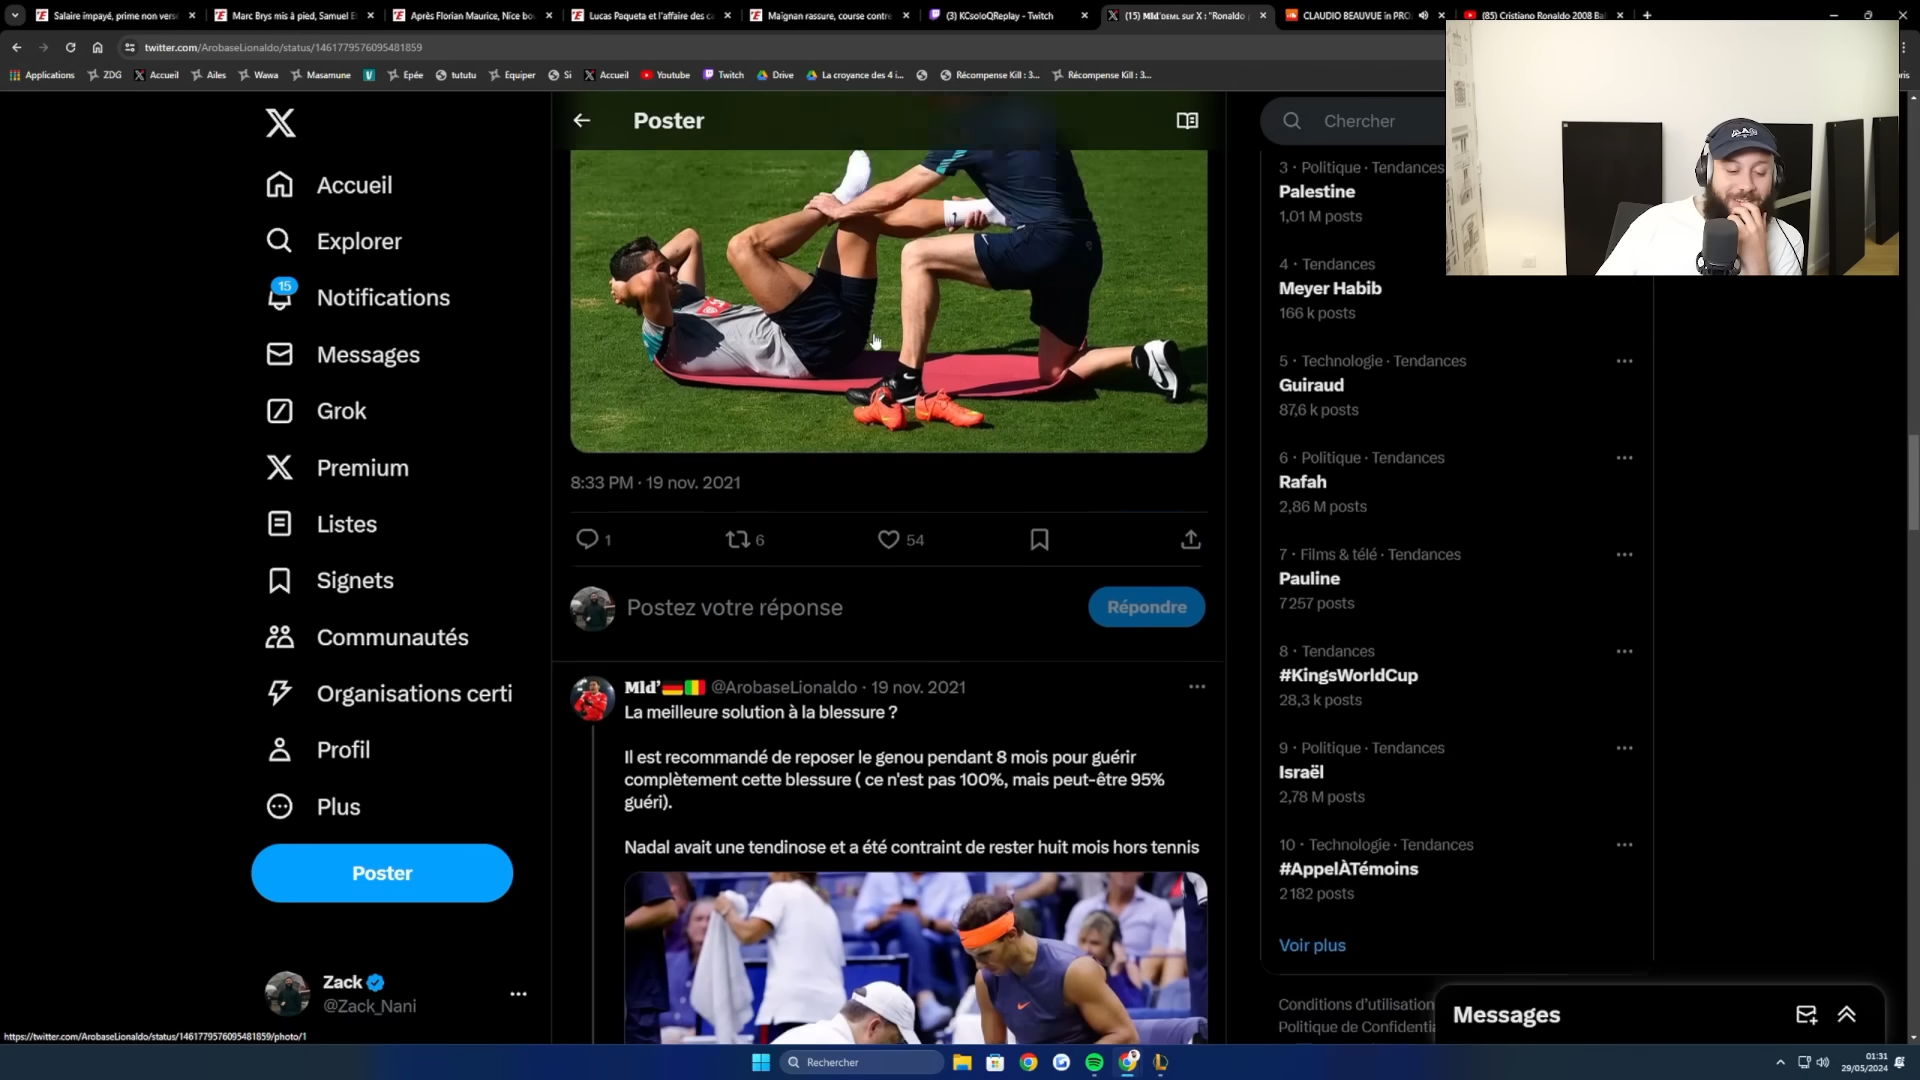 Salaire impayé, prime non vers
Marc Brys mis à pied, Samuel E
Après Florian Maurice, Nice bo
Lucas Paqueta et l'affaire des ca
Maignan rassure, course contre
(3) KCsoloQReplay - Twitch
(15) Mld' sur X : "Ronaldo
CLAUDIO BEAUVUE in PRO
(85) Cristiano Ronaldo 2008 Bal
twitter.com/ArobaseLionaldo/status/1461779576095481859
Applications
ZDG
Accueil
Ailes
Wawa
Masamune
Epée
tututu
Equiper
Si
Accueil
Youtube
Twitch
Drive
La croyance des 4 i...
Récompense Kill : 3...
Récompense Kill : 3...
Accueil
Explorer
15
Notifications
Messages
Grok
Premium
Listes
Signets
Communautés
Organisations certi
Profil
Plus
Poster
Zack
@Zack_Nani
https://twitter.com/ArobaseLionaldo/status/1461779576095481859/photo/1
Poster
8:33 PM · 19 nov. 2021
1
6
54
Postez votre réponse
Répondre
Mld' @ArobaseLionaldo · 19 nov. 2021
La meilleure solution à la blessure ?
Il est recommandé de reposer le genou pendant 8 mois pour guérir
complètement cette blessure ( ce n'est pas 100%, mais peut-être 95%
guéri).
Nadal avait une tendinose et a été contraint de rester huit mois hors tennis
Chercher
3 · Politique · Tendances
Palestine
1,01 M posts
4 · Tendances
Meyer Habib
166 k posts
5 · Technologie · Tendances
Guiraud
87,6 k posts
6 · Politique · Tendances
Rafah
2,86 M posts
7 · Films & télé · Tendances
Pauline
7 257 posts
8 · Tendances
#KingsWorldCup
28,3 k posts
9 · Politique · Tendances
Israël
2,78 M posts
10 · Technologie · Tendances
#AppelÀTémoins
2 182 posts
Voir plus
Conditions d'utilisation
Politique de Confidentia
Messages
Rechercher
01:31
29/05/2024